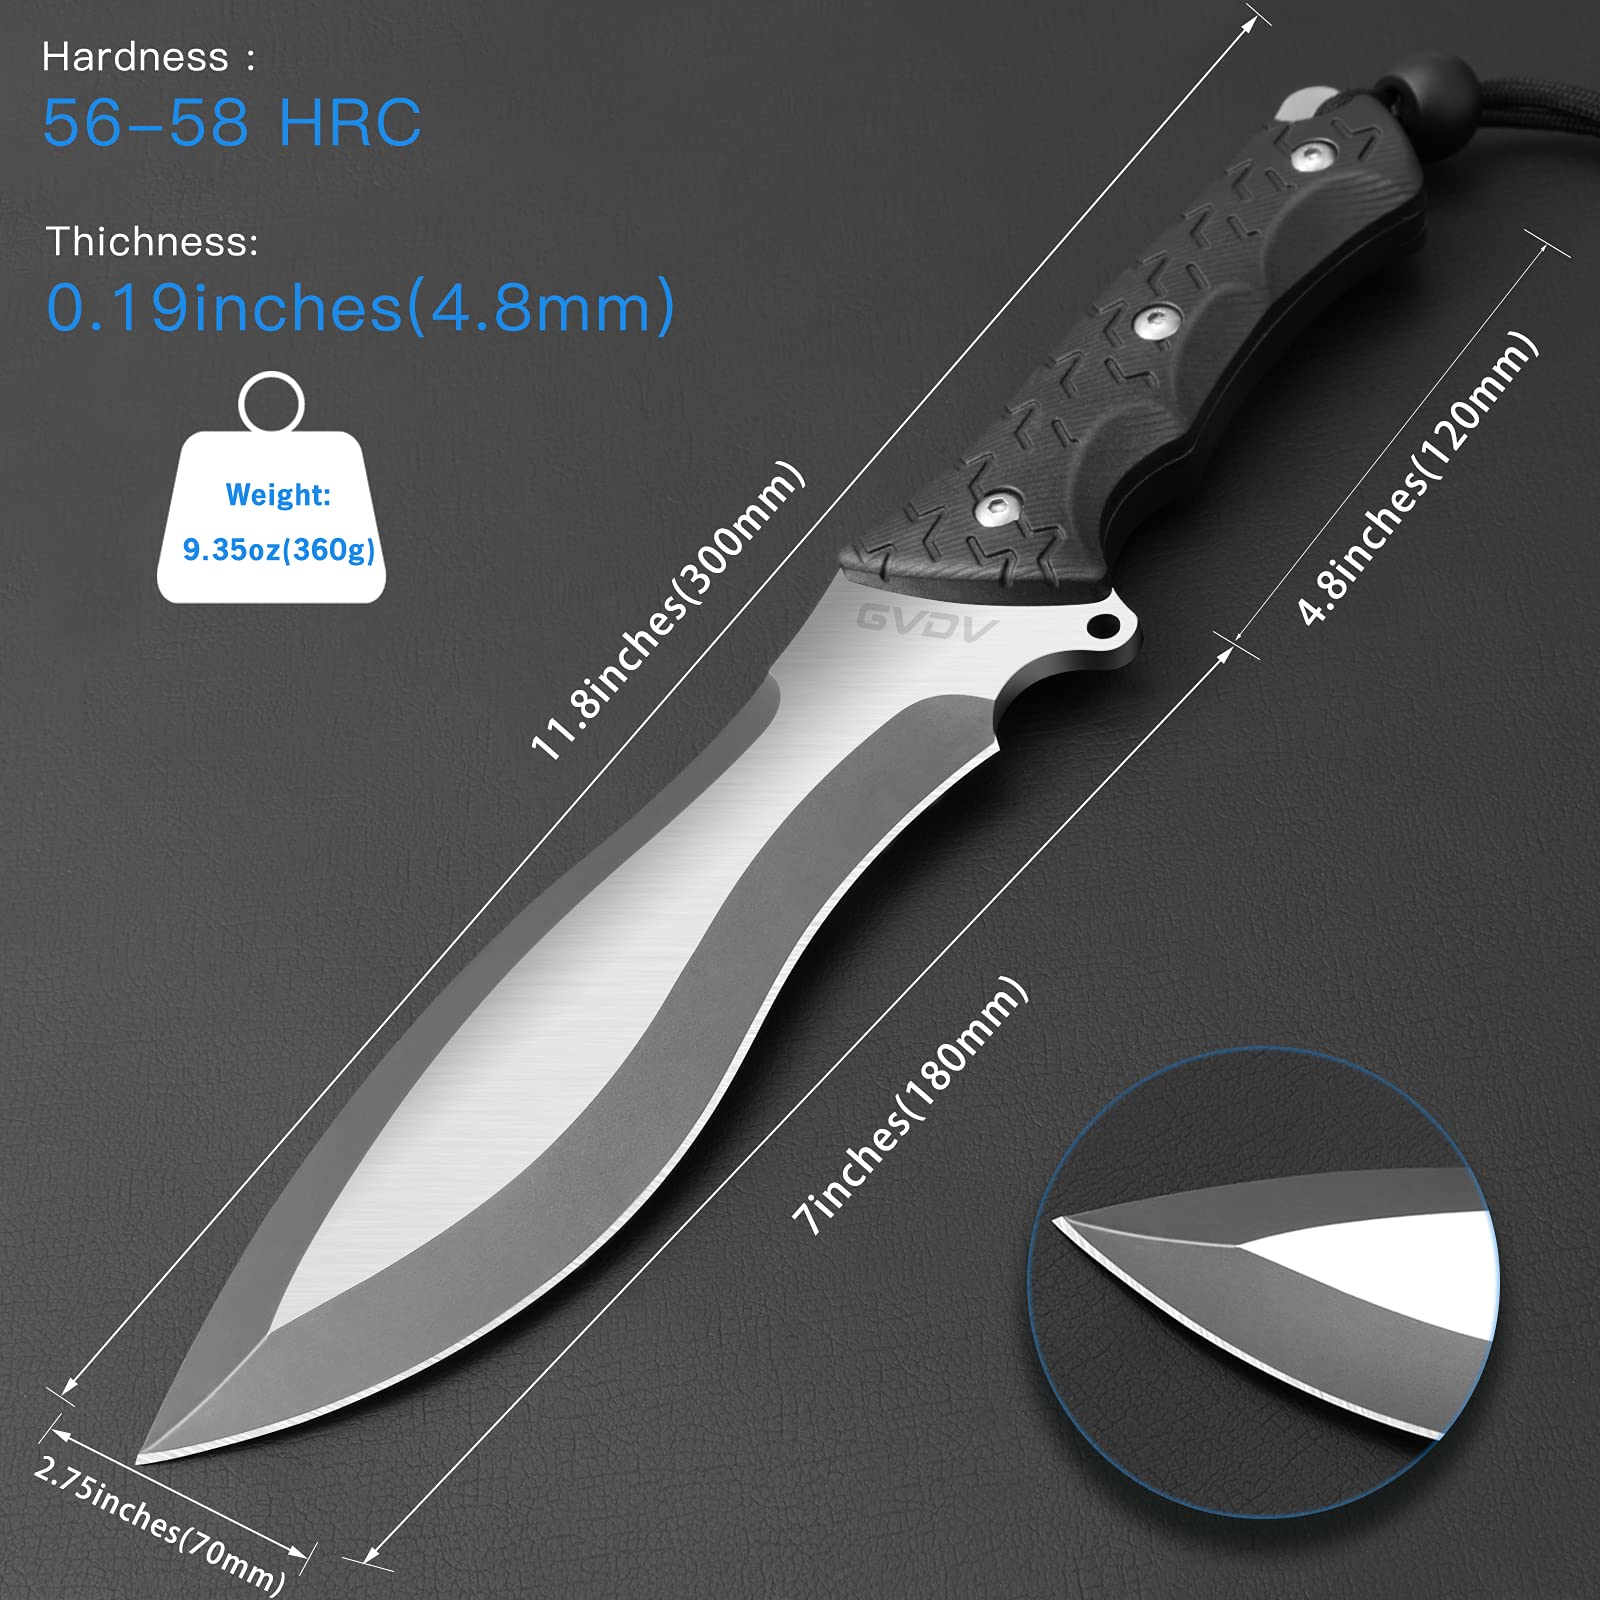 Hardness :
56-58 HRC
Thichness:
0.19inches(4.8mm)
Weight:
9.35oz(360g)
11.8inches(300mm)
4.8inches(120mm)
GVDV
7inches(180mm)
2.75inches(70mm)